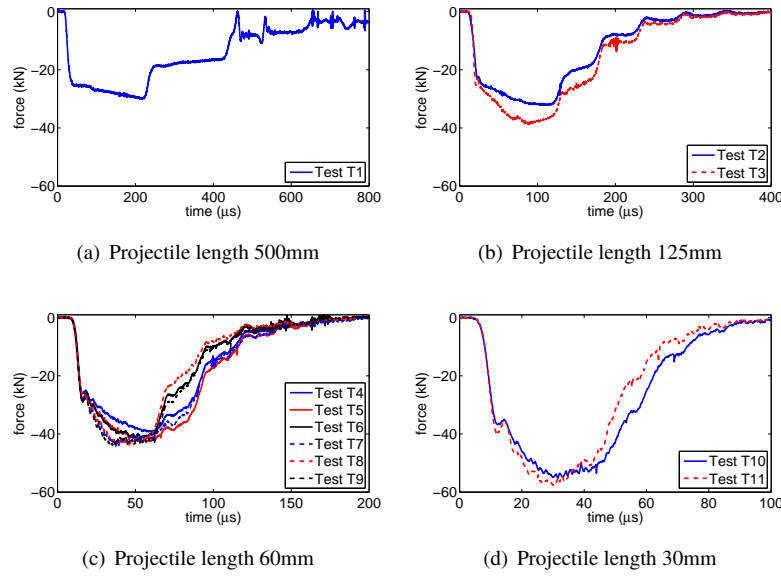 0
−20
−40
−60
force (kN)
0 200 400 600 800
time (µs)
Test T1
(a) Projectile length 500mm
0
−20
−40
−60
force (kN)
0 100 200 300 400
time (µs)
Test T2
Test T3
(b) Projectile length 125mm
0
−20
−40
−60
force (kN)
0 50 100 150 200
time (µs)
Test T4
Test T5
Test T6
Test T7
Test T8
Test T9
(c) Projectile length 60mm
0
−20
−40
−60
force (kN)
0 20 40 60 80 100
time (µs)
Test T10
Test T11
(d) Projectile length 30mm